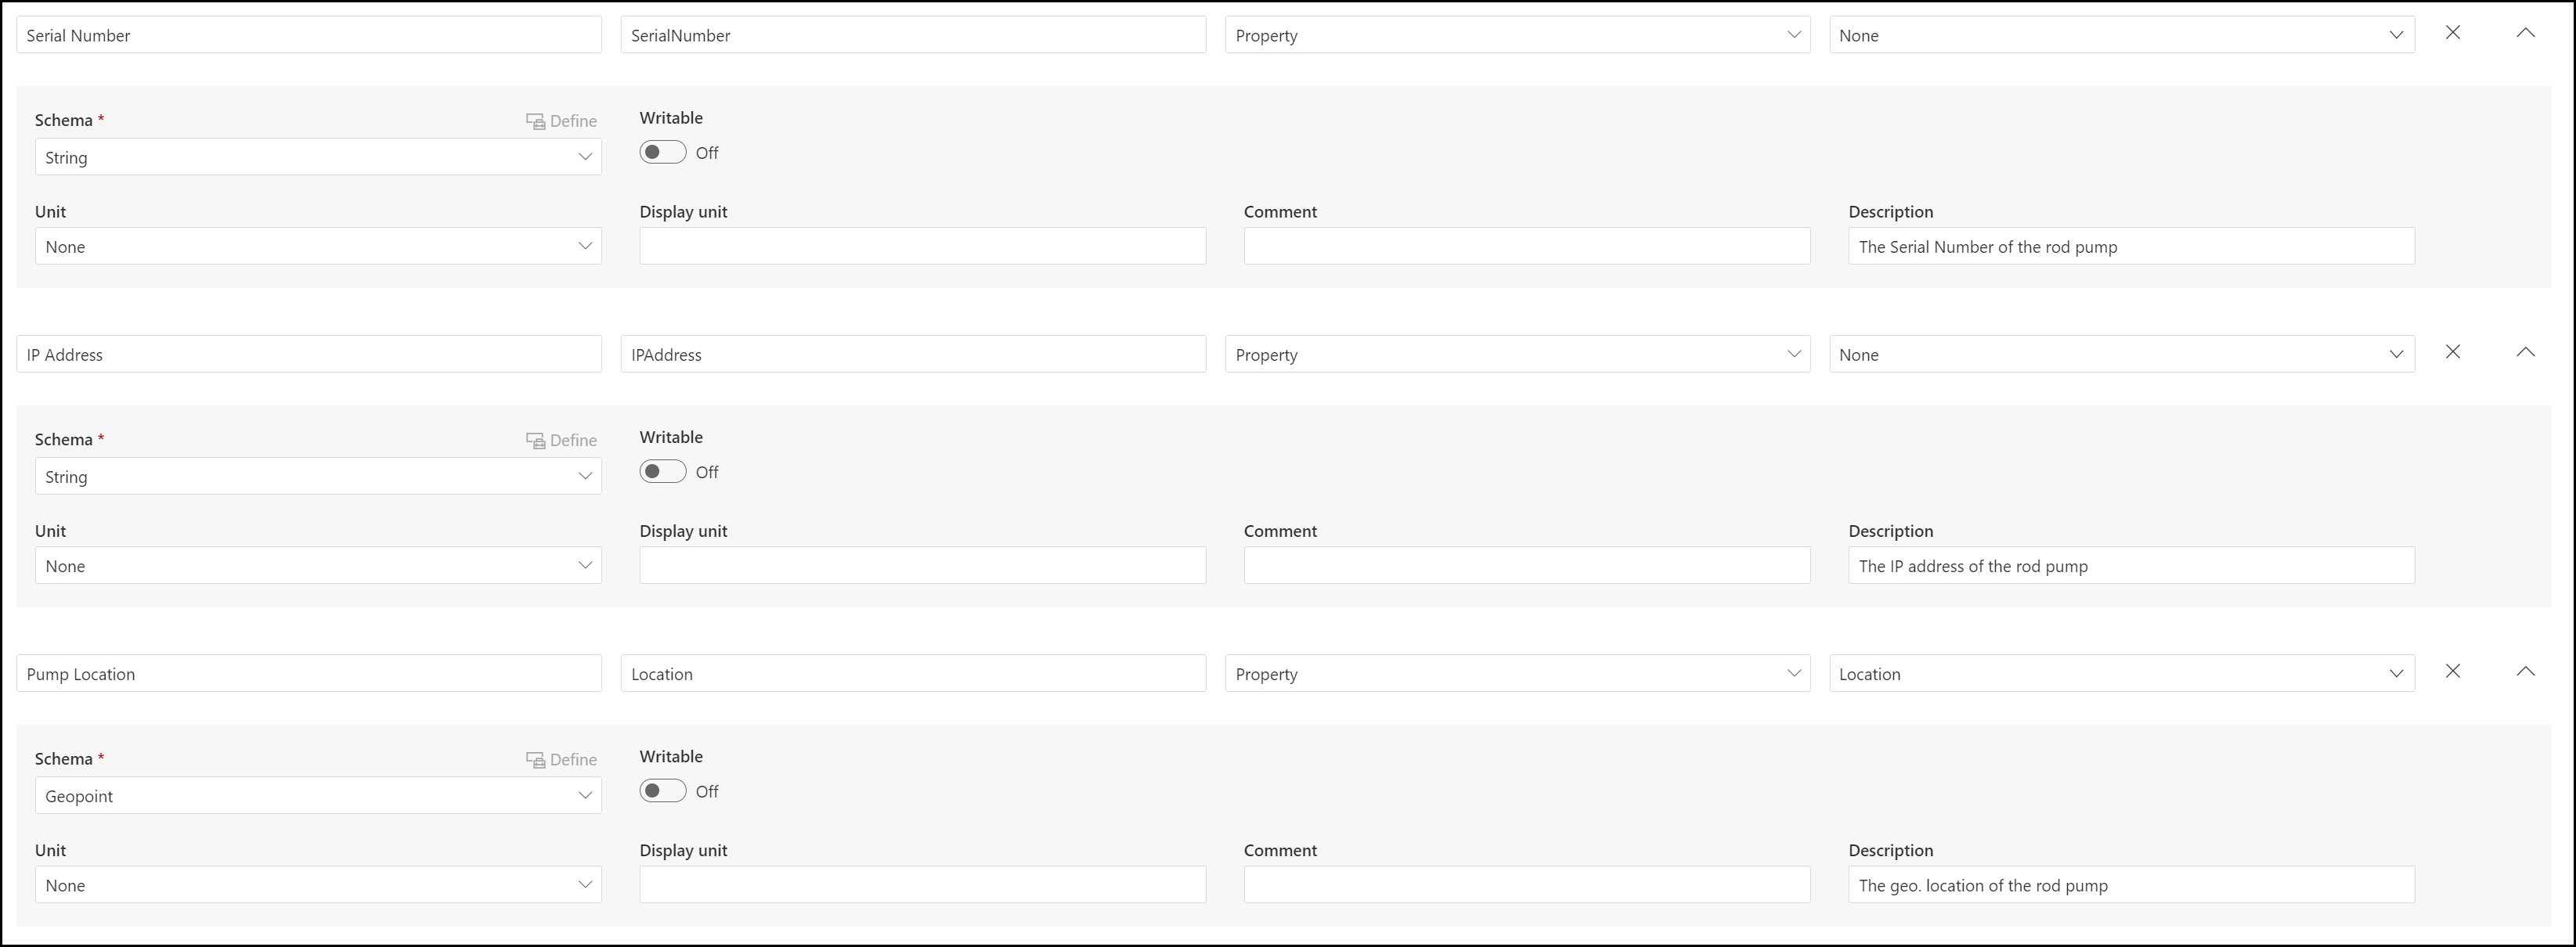 Serial Number SerialNumber Property None
Schema * Define Writable
String Off
Unit Display unit Comment Description
None The Serial Number of the rod pump
IP Address IPAddress Property None
Schema * Define Writable
String Off
Unit Display unit Comment Description
None The IP address of the rod pump
Pump Location Location Property Location
Schema * Define Writable
Geopoint Off
Unit Display unit Comment Description
None The geo. location of the rod pump